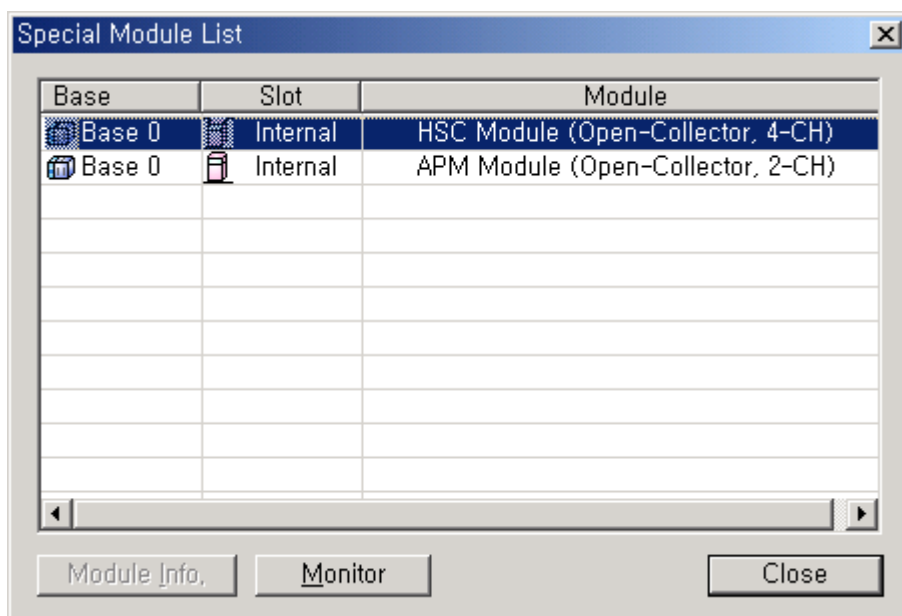 Special Module List
Base Slot Module
Base 0 Internal HSC Module (Open-Collector, 4-CH)
Base 0 Internal APM Module (Open-Collector, 2-CH)
Module Info, Monitor Close